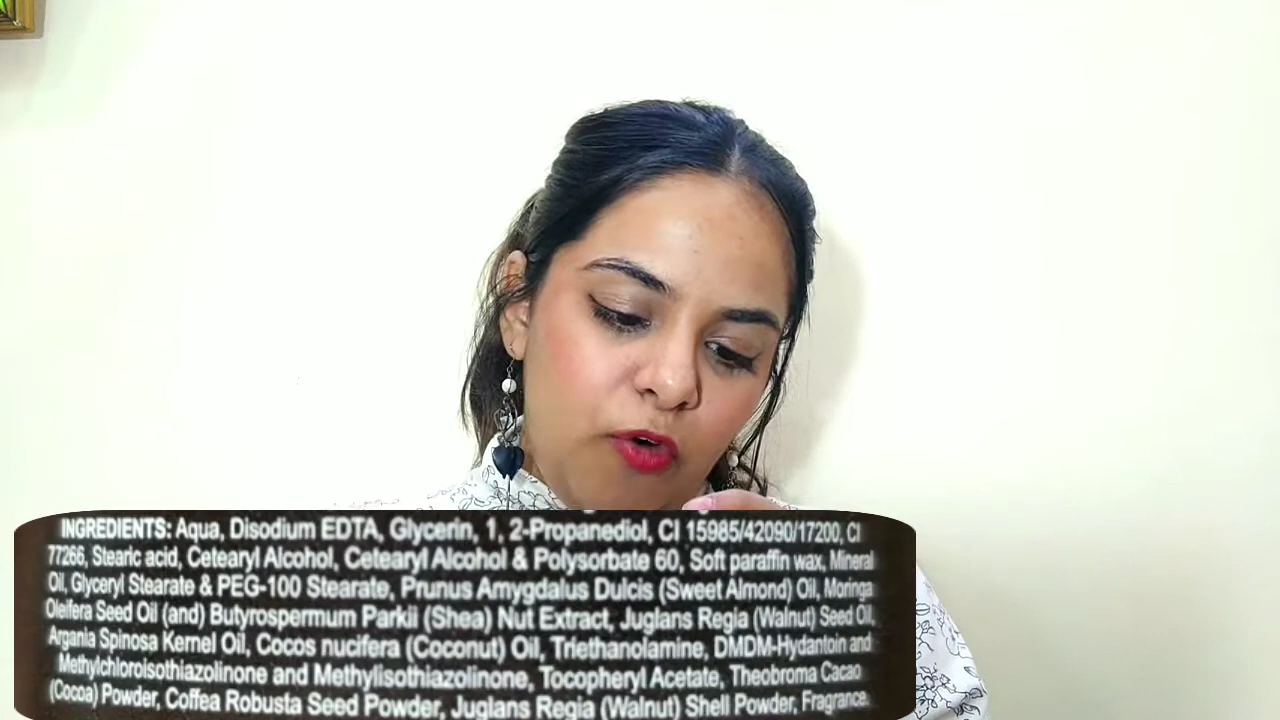 INGREDIENTS: Aqua, Disodium EDTA, Glycerin, 1, 2-Propanediol, CI 15985/42090/17200, CI
77266, Stearic acid, Cetearyl Alcohol, Cetearyl Alcohol & Polysorbate 60, Soft paraffin wax, Mineral
Oil, Glyceryl Stearate & PEG-100 Stearate, Prunus Amygdalus Dulcis (Sweet Almond) Oil, Moringa
Oleifera Seed Oil (and) Butyrospermum Parkii (Shea) Nut Extract, Juglans Regia (Walnut) Seed Oil,
Argania Spinosa Kernel Oil, Cocos nucifera (Coconut) Oil, Triethanolamine, DMDM-Hydantoin and
Methylchloroisothiazolinone and Methylisothiazolinone, Tocopheryl Acetate, Theobroma Cacao
(Cocoa) Powder, Coffea Robusta Seed Powder, Juglans Regia (Walnut) Shell Powder, Fragrance.